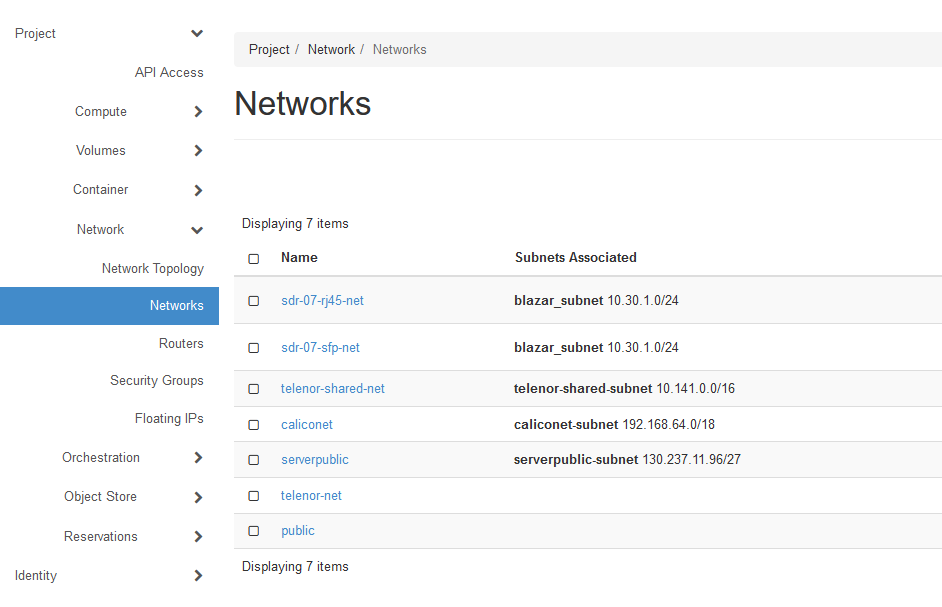 Project
API Access
Compute
Volumes
Container
Network
Network Topology
Networks
Routers
Security Groups
Floating IPs
Orchestration
Object Store
Reservations
Identity
Project / Network / Networks
Networks
Displaying 7 items
Name Subnets Associated
sdr-07-rj45-net blazar_subnet 10.30.1.0/24
sdr-07-sfp-net blazar_subnet 10.30.1.0/24
telenor-shared-net telenor-shared-subnet 10.141.0.0/16
caliconet caliconet-subnet 192.168.64.0/18
serverpublic serverpublic-subnet 130.237.11.96/27
telenor-net
public
Displaying 7 items